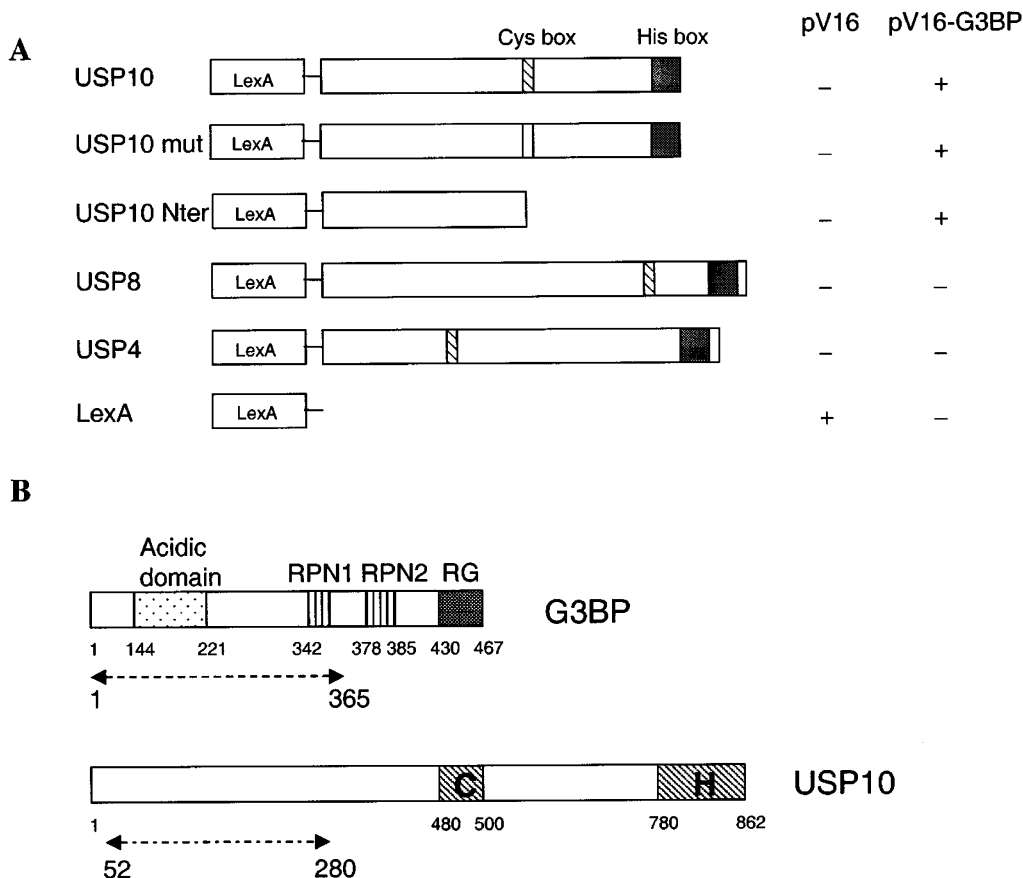 A
Cys box His box pV16 pV16-G3BP
USP10 LexA – +
USP10 mut LexA – +
USP10 Nter LexA – +
USP8 LexA – –
USP4 LexA – –
LexA LexA + –
B
Acidic
domain RPN1 RPN2 RG
G3BP
1 144 221 342 378 385 430 467
1 365
C H USP10
1 480 500 780 862
52 280